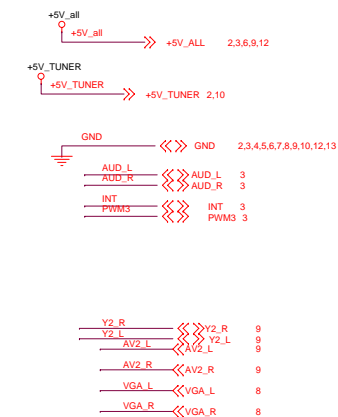 +5V_all
+5V_all
+5V_ALL 2,3,6,9,12
+5V_TUNER
+5V_TUNER
+5V_TUNER 2,10
GND
GND 2,3,4,5,6,7,8,9,10,12,13
AUD_L
AUD_L 3
AUD_R
AUD_R 3
INT
INT 3
PWM3
PWM3 3
Y2_R
Y2_R 9
Y2_L
Y2_L 9
AV2_L
AV2_L 9
AV2_R
AV2_R 9
VGA_L
VGA_L 8
VGA_R
VGA_R 8